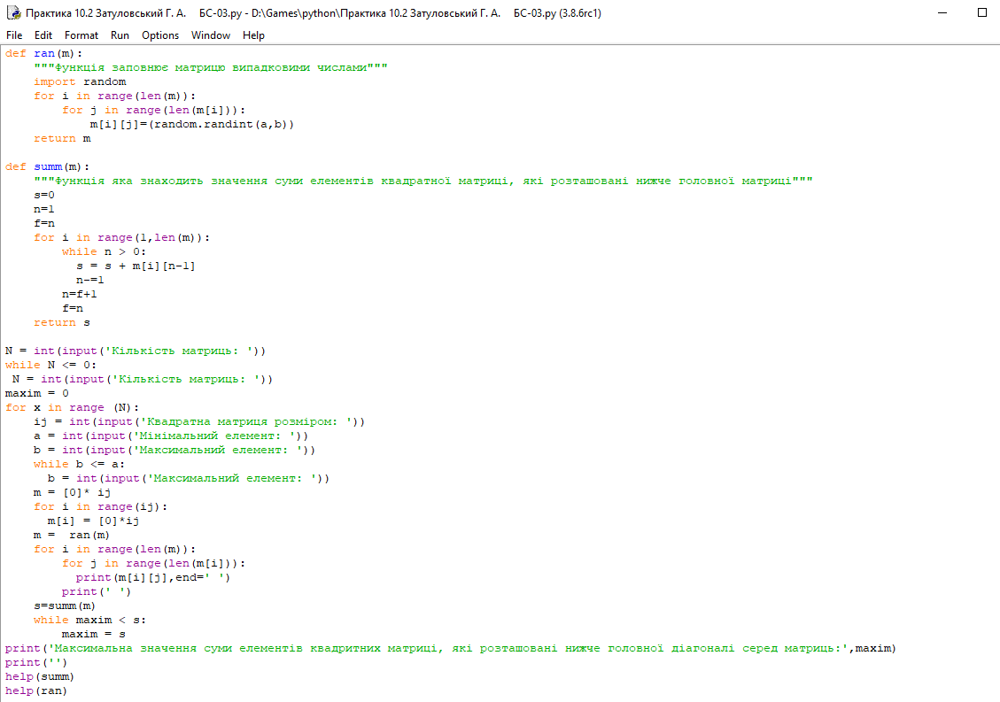 Практика 10.2 Затуловський Г. А.    БС-03.py - D:\Games\python\Практика 10.2 Затуловський Г. А.    БС-03.py (3.8.6rc1)
File Edit Format Run Options Window Help
def ran(m):
    """Функція заповнює матрицю випадковими числами"""
    import random
    for i in range(len(m)):
        for j in range(len(m[i])):
            m[i][j]=(random.randint(a,b))
    return m

def summ(m):
    """Функція яка знаходить значення суми елементів квадратної матриці, які розташовані нижче головної матриці"""
    s=0
    n=1
    f=n
    for i in range(1,len(m)):
        while n > 0:
          s = s + m[i][n-1]
          n-=1
        n=f+1
        f=n
    return s

N = int(input('Кількість матриць: '))
while N <= 0:
 N = int(input('Кількість матриць: '))
maxim = 0
for x in range (N):
    ij = int(input('Квадратна матриця розміром: '))
    a = int(input('Мінімальний елемент: '))
    b = int(input('Максимальний елемент: '))
    while b <= a:
      b = int(input('Максимальний елемент: '))
    m = [0]* ij
    for i in range(ij):
      m[i] = [0]*ij
    m =  ran(m)
    for i in range(len(m)):
        for j in range(len(m[i])):
          print(m[i][j],end=' ')
        print(' ')
    s=summ(m)
    while maxim < s:
        maxim = s
print('Максимальна значення суми елементів квадритних матриці, які розташовані нижче головної діагоналі серед матриць:',maxim)
print('')
help(summ)
help(ran)